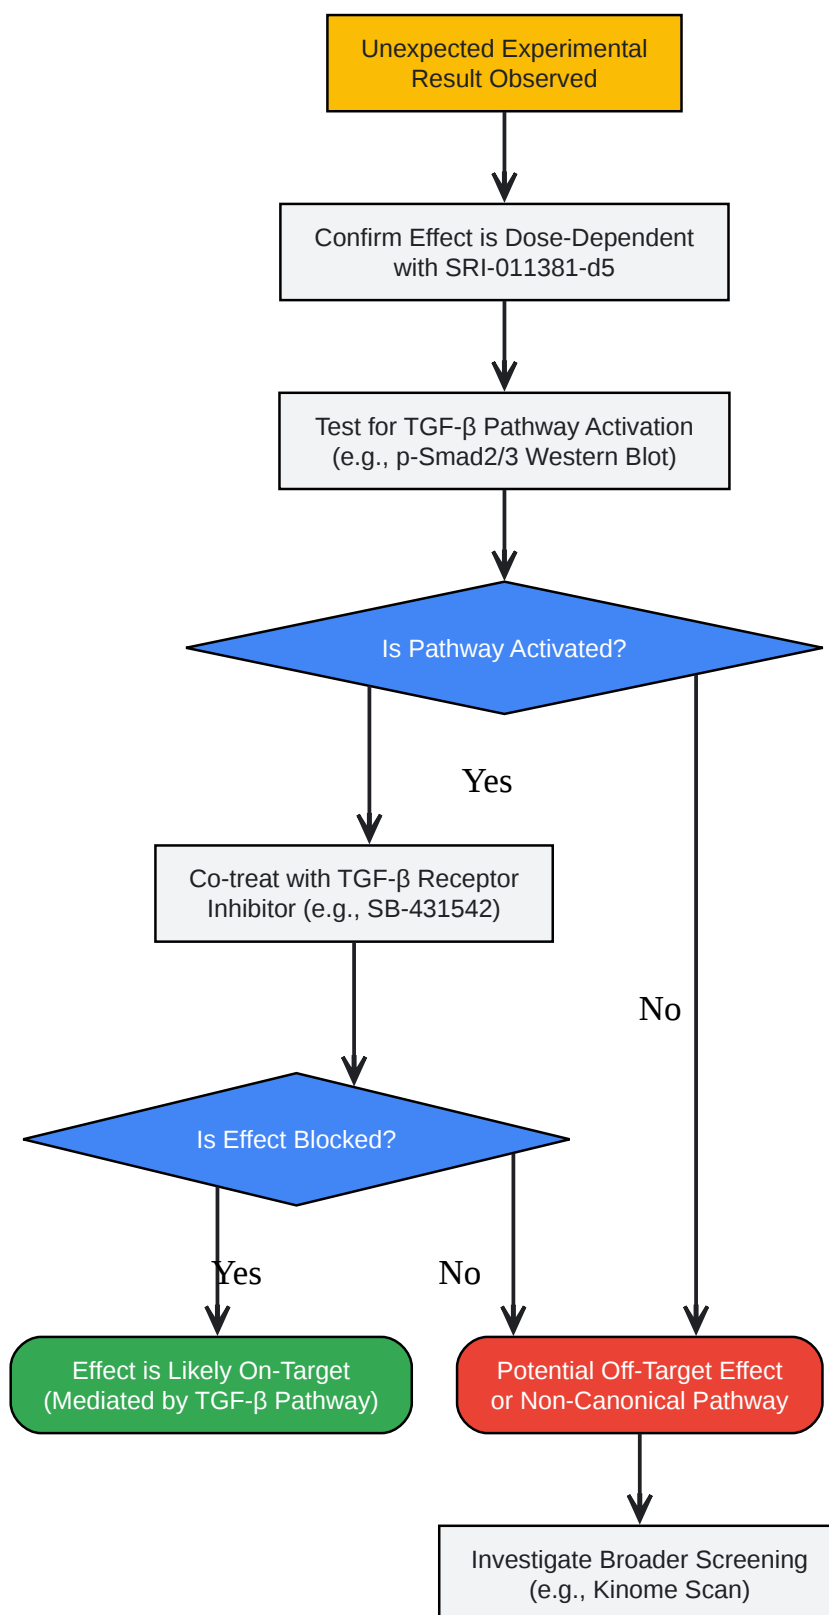 Unexpected Experimental
Result Observed
Confirm Effect is Dose-Dependent
with SRI-011381-d5
Test for TGF-β Pathway Activation
(e.g., p-Smad2/3 Western Blot)
Is Pathway Activated?
Yes
Co-treat with TGF-β Receptor
Inhibitor (e.g., SB-431542)
No
Is Effect Blocked?
Yes
No
Effect is Likely On-Target
(Mediated by TGF-β Pathway)
Potential Off-Target Effect
or Non-Canonical Pathway
Investigate Broader Screening
(e.g., Kinome Scan)